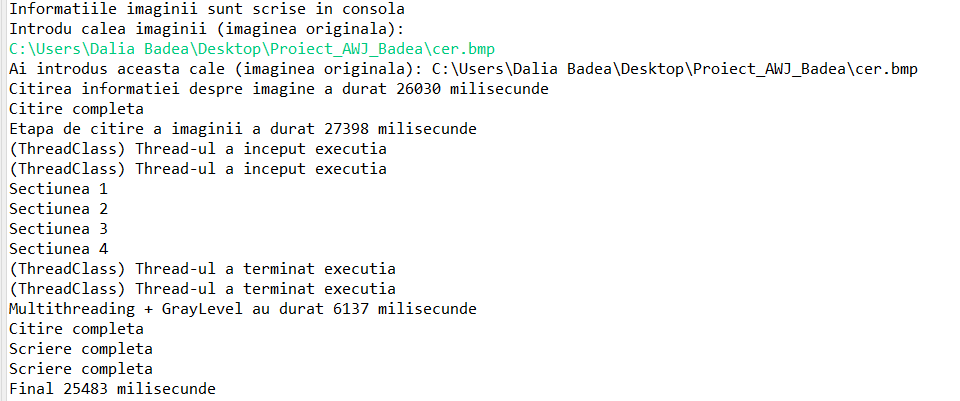 Informatiile imaginii sunt scrise in consola
Introdu calea imaginii (imaginea originala):
C:\Users\Dalia Badea\Desktop\Proiect_AWJ_Badea\cer.bmp
Ai introdus aceasta cale (imaginea originala): C:\Users\Dalia Badea\Desktop\Proiect_AWJ_Badea\cer.bmp
Citirea informatiei despre imagine a durat 26030 milisecunde
Citire completa
Etapa de citire a imaginii a durat 27398 milisecunde
(ThreadClass) Thread-ul a inceput executia
(ThreadClass) Thread-ul a inceput executia
Sectiunea 1
Sectiunea 2
Sectiunea 3
Sectiunea 4
(ThreadClass) Thread-ul a terminat executia
(ThreadClass) Thread-ul a terminat executia
Multithreading + GrayLevel au durat 6137 milisecunde
Citire completa
Scriere completa
Scriere completa
Final 25483 milisecunde